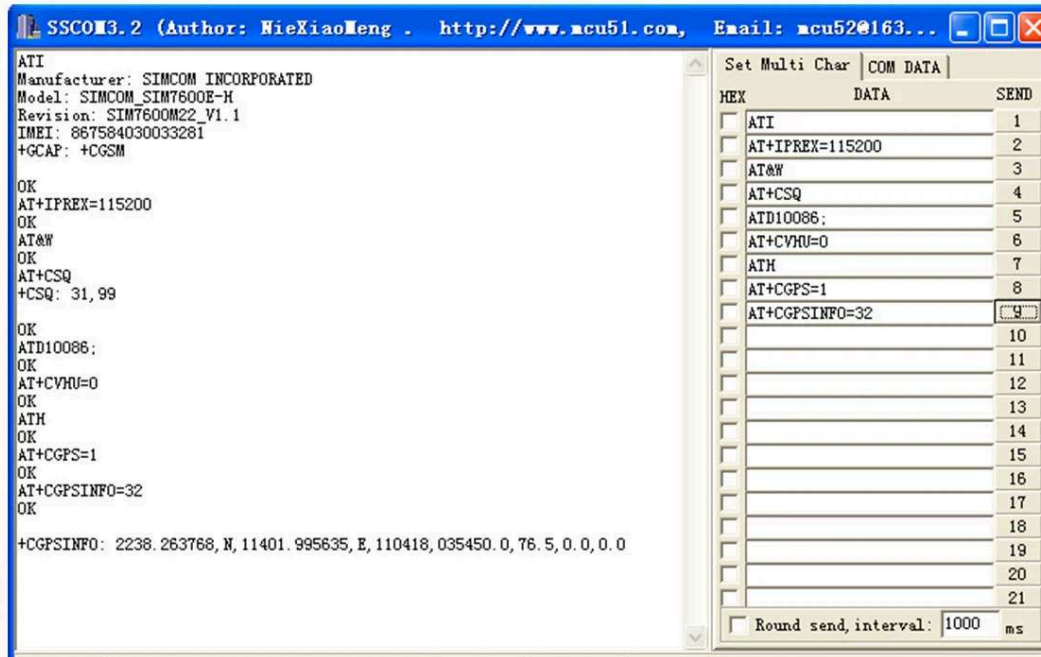 SSCOM3.2 (Author: NieXiaoMeng .  http://www.mcu51.com,  Email: mcu52@163...
ATI
Manufacturer: SIMCOM INCORPORATED
Model: SIMCOM_SIM7600E-H
Revision: SIM7600M22_V1.1
IMEI: 867584030033281
+GCAP: +CGSM
OK
AT+IPREX=115200
OK
AT&W
OK
AT+CSQ
+CSQ: 31,99
OK
ATD10086;
OK
AT+CVHU=0
OK
ATH
OK
AT+CGPS=1
OK
AT+CGPSINFO=32
OK
+CGPSINFO: 2238.263768,N,11401.995635,E,110418,035450.0,76.5,0.0,0.0
Set Multi Char COM DATA
HEX DATA SEND
ATI 1
AT+IPREX=115200 2
AT&W 3
AT+CSQ 4
ATD10086; 5
AT+CVHU=0 6
ATH 7
AT+CGPS=1 8
AT+CGPSINFO=32 9
10
11
12
13
14
15
16
17
18
19
20
21
Round send,interval: 1000 ms